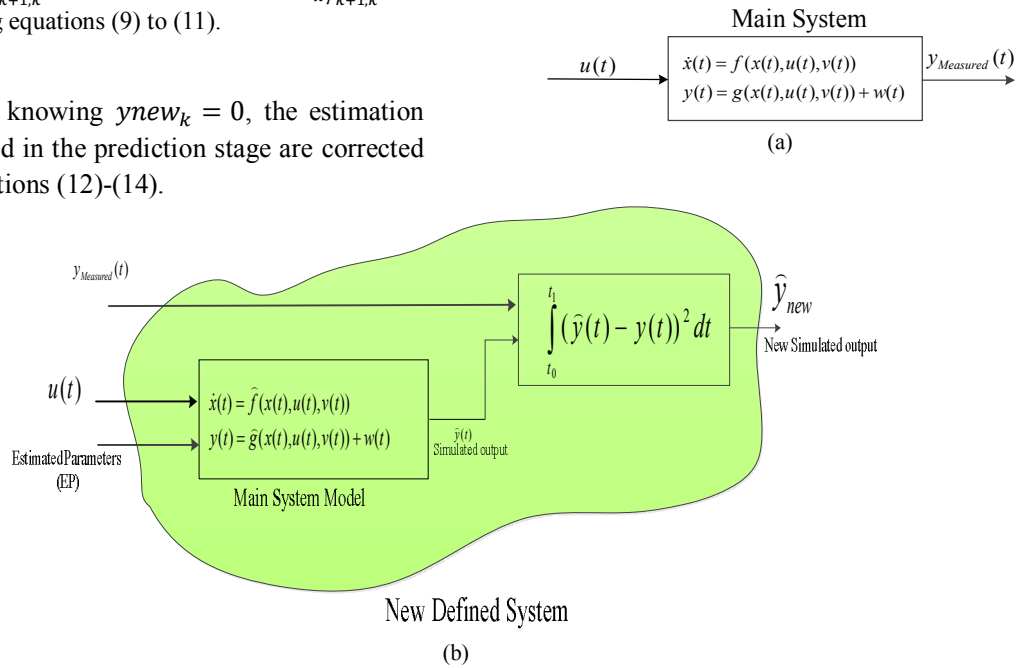 g equations (9) to (11).
knowing ynew_k = 0, the estimation
d in the prediction stage are corrected
tions (12)-(14).
Main System
u(t)
ẋ(t) = f(x(t),u(t),v(t))
y(t) = g(x(t),u(t),v(t)) + w(t)
y_Measured(t)
(a)
y_Measured(t)
u(t)
Estimated Parameters
(EP)
ẋ(t) = f̂(x(t),u(t),v(t))
y(t) = ĝ(x(t),u(t),v(t)) + w(t)
Main System Model
ŷ(t)
Simulated output
∫_{t_0}^{t_1} (ŷ(t) − y(t))² dt
ŷ_new
New Simulated output
New Defined System
(b)